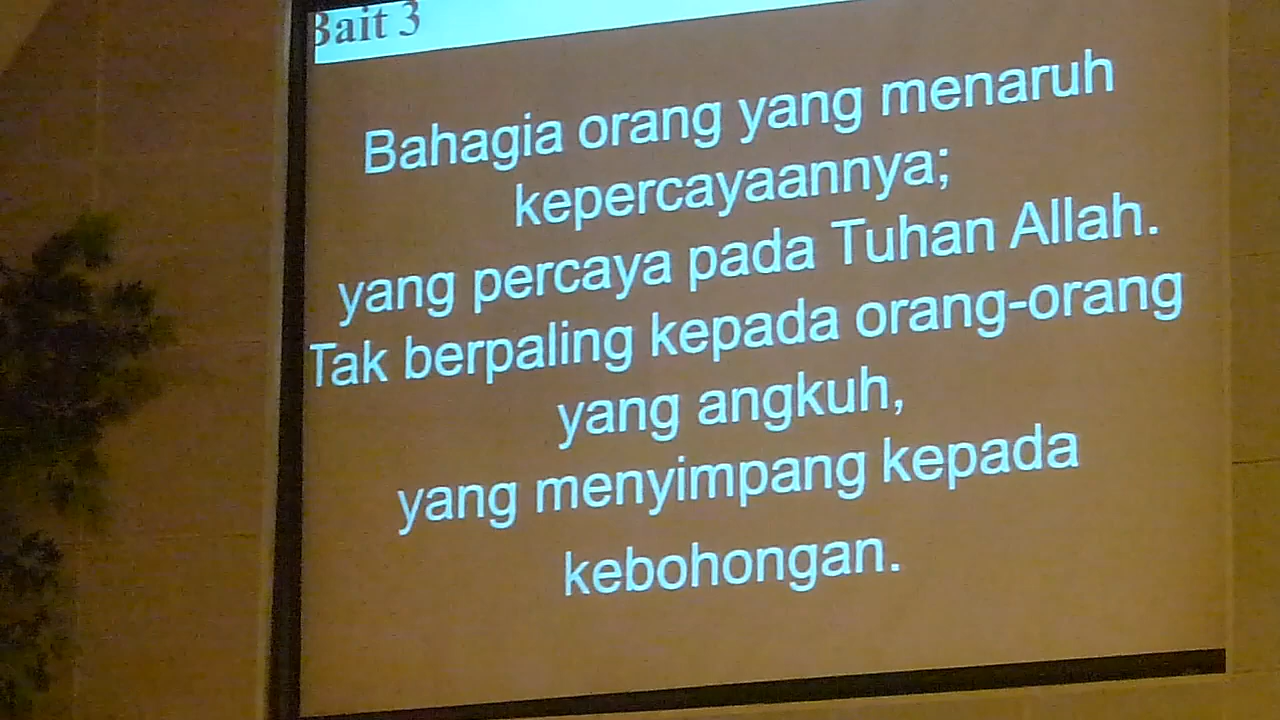 Bait 3
Bahagia orang yang menaruh
kepercayaannya;
yang percaya pada Tuhan Allah.
Tak berpaling kepada orang-orang
yang angkuh,
yang menyimpang kepada
kebohongan.